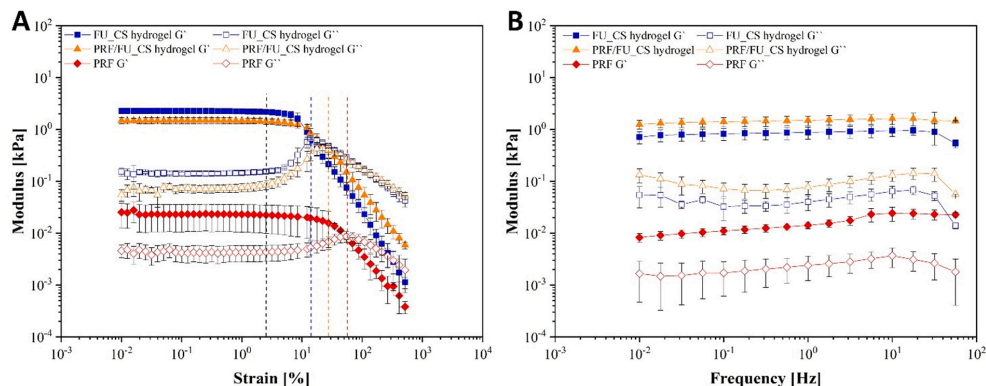 A
B
FU_CS hydrogel G` FU_CS hydrogel G``
PRF/FU_CS hydrogel G` PRF/FU_CS hydrogel G``
PRF G` PRF G``
FU_CS hydrogel G` FU_CS hydrogel G``
PRF/FU_CS hydrogel PRF/FU_CS hydrogel G``
PRF G` PRF G``
Modulus [kPa]
10^2
10^1
10^0
10^-1
10^-2
10^-3
10^-4
10^-3 10^-2 10^-1 10^0 10^1 10^2 10^3 10^4
Strain [%]
Modulus [kPa]
10^2
10^1
10^0
10^-1
10^-2
10^-3
10^-4
10^-3 10^-2 10^-1 10^0 10^1 10^2
Frequency [Hz]